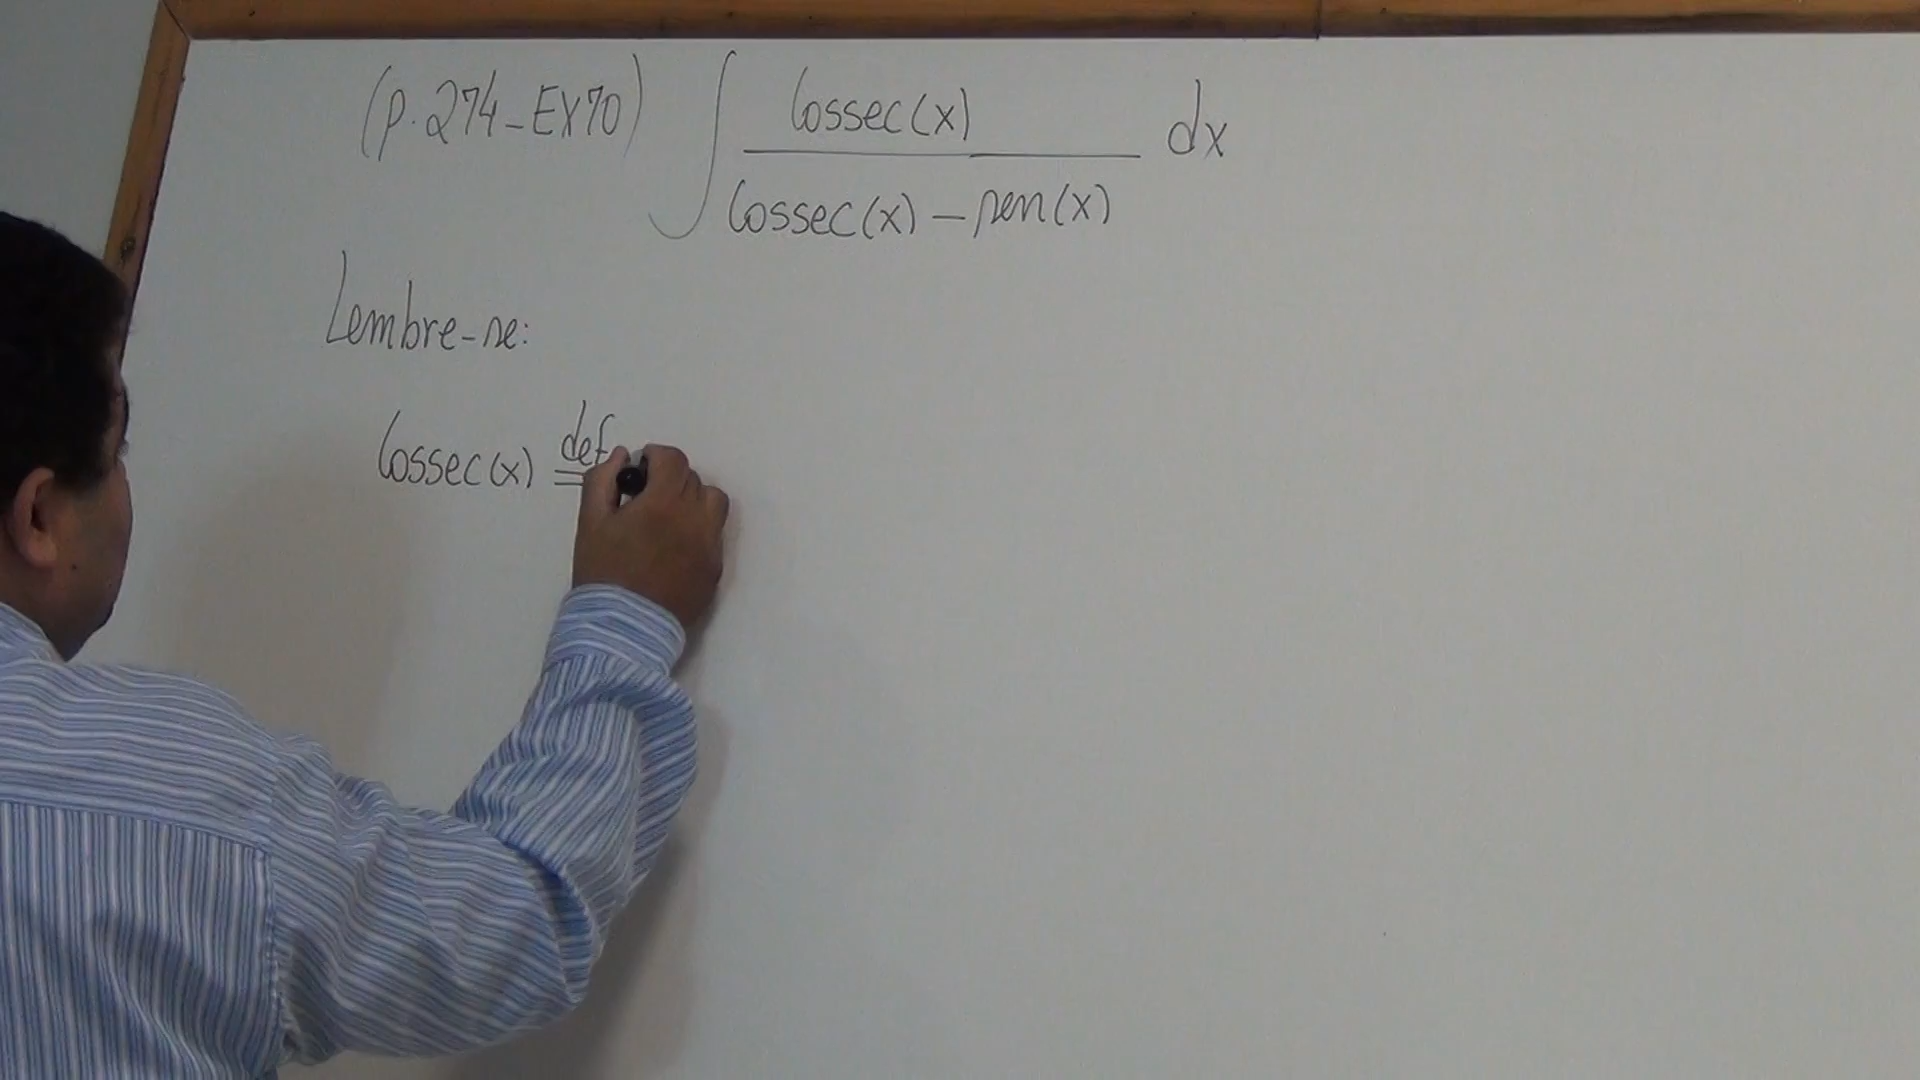 (p. 274 - EX70) ∫ cossec(x) / cossec(x) - sen(x) dx
Lembre-se:
cossec(x) def =